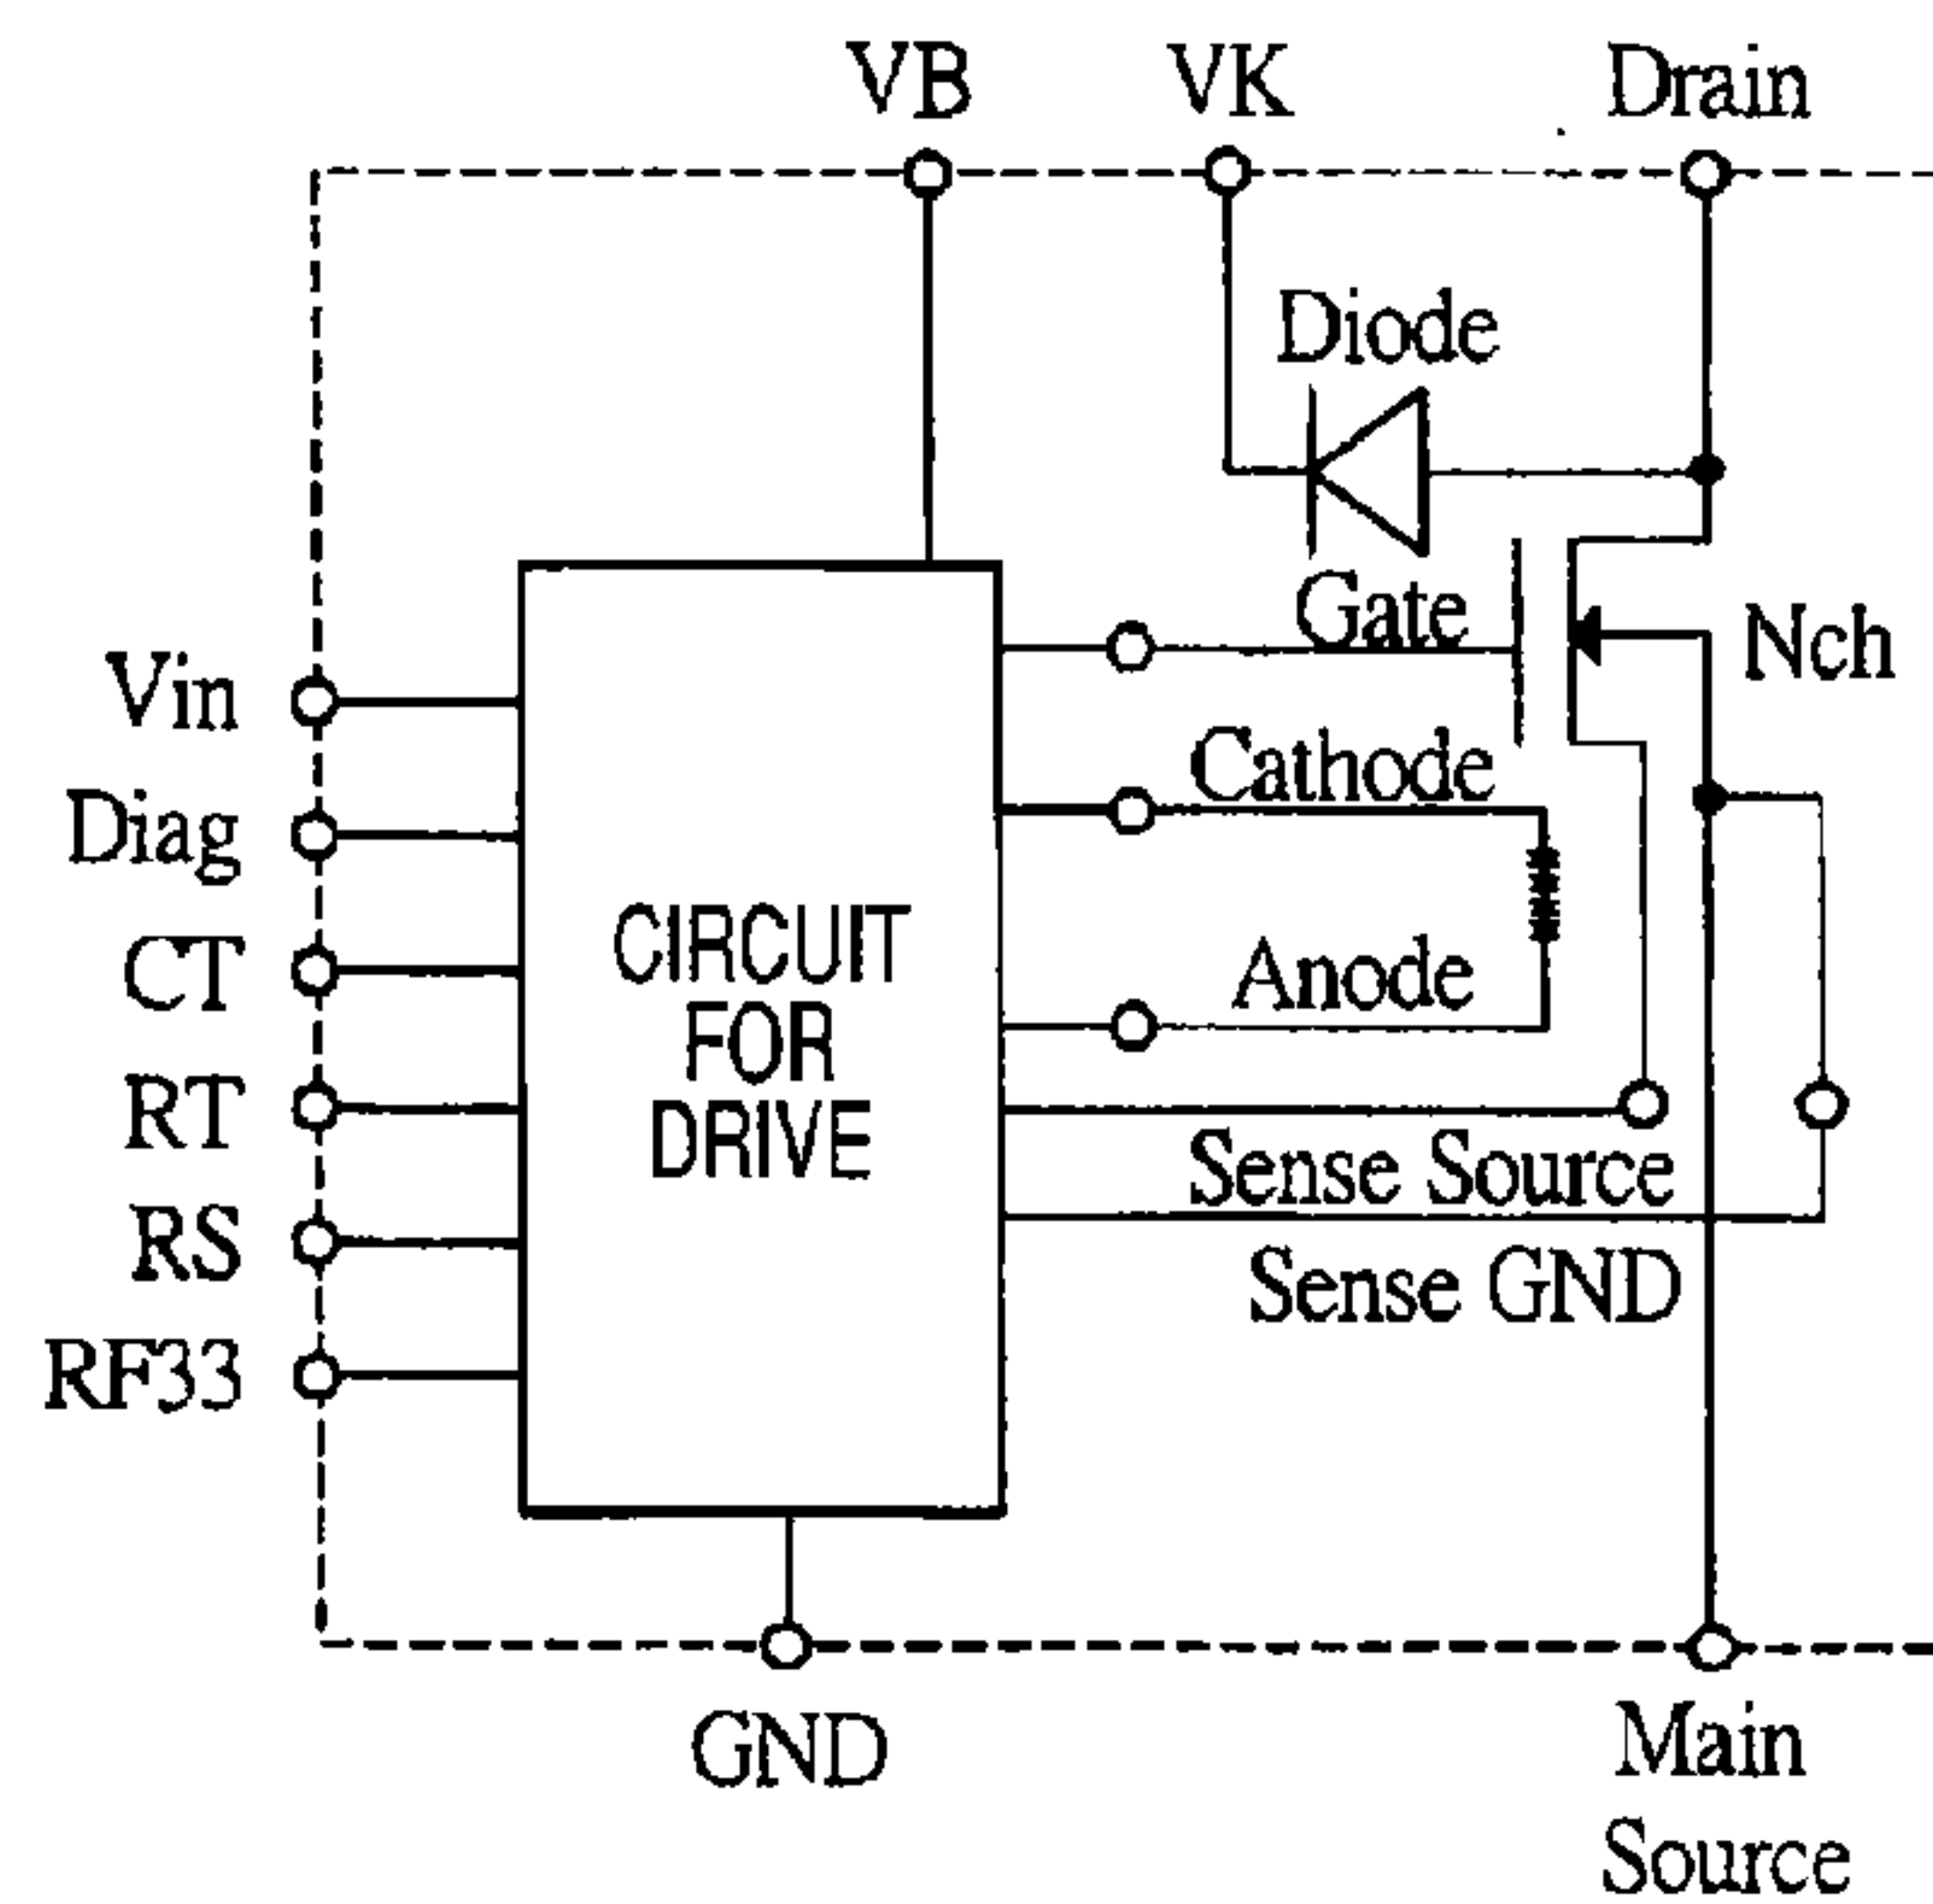 VB VK Drain
Diode
Gate
Nch
Vin
Cathode
Diag
CIRCUIT
CT
Anode
FOR
RT
DRIVE
Sense Source
RS
Sense GND
RF33
GND
Main
Source